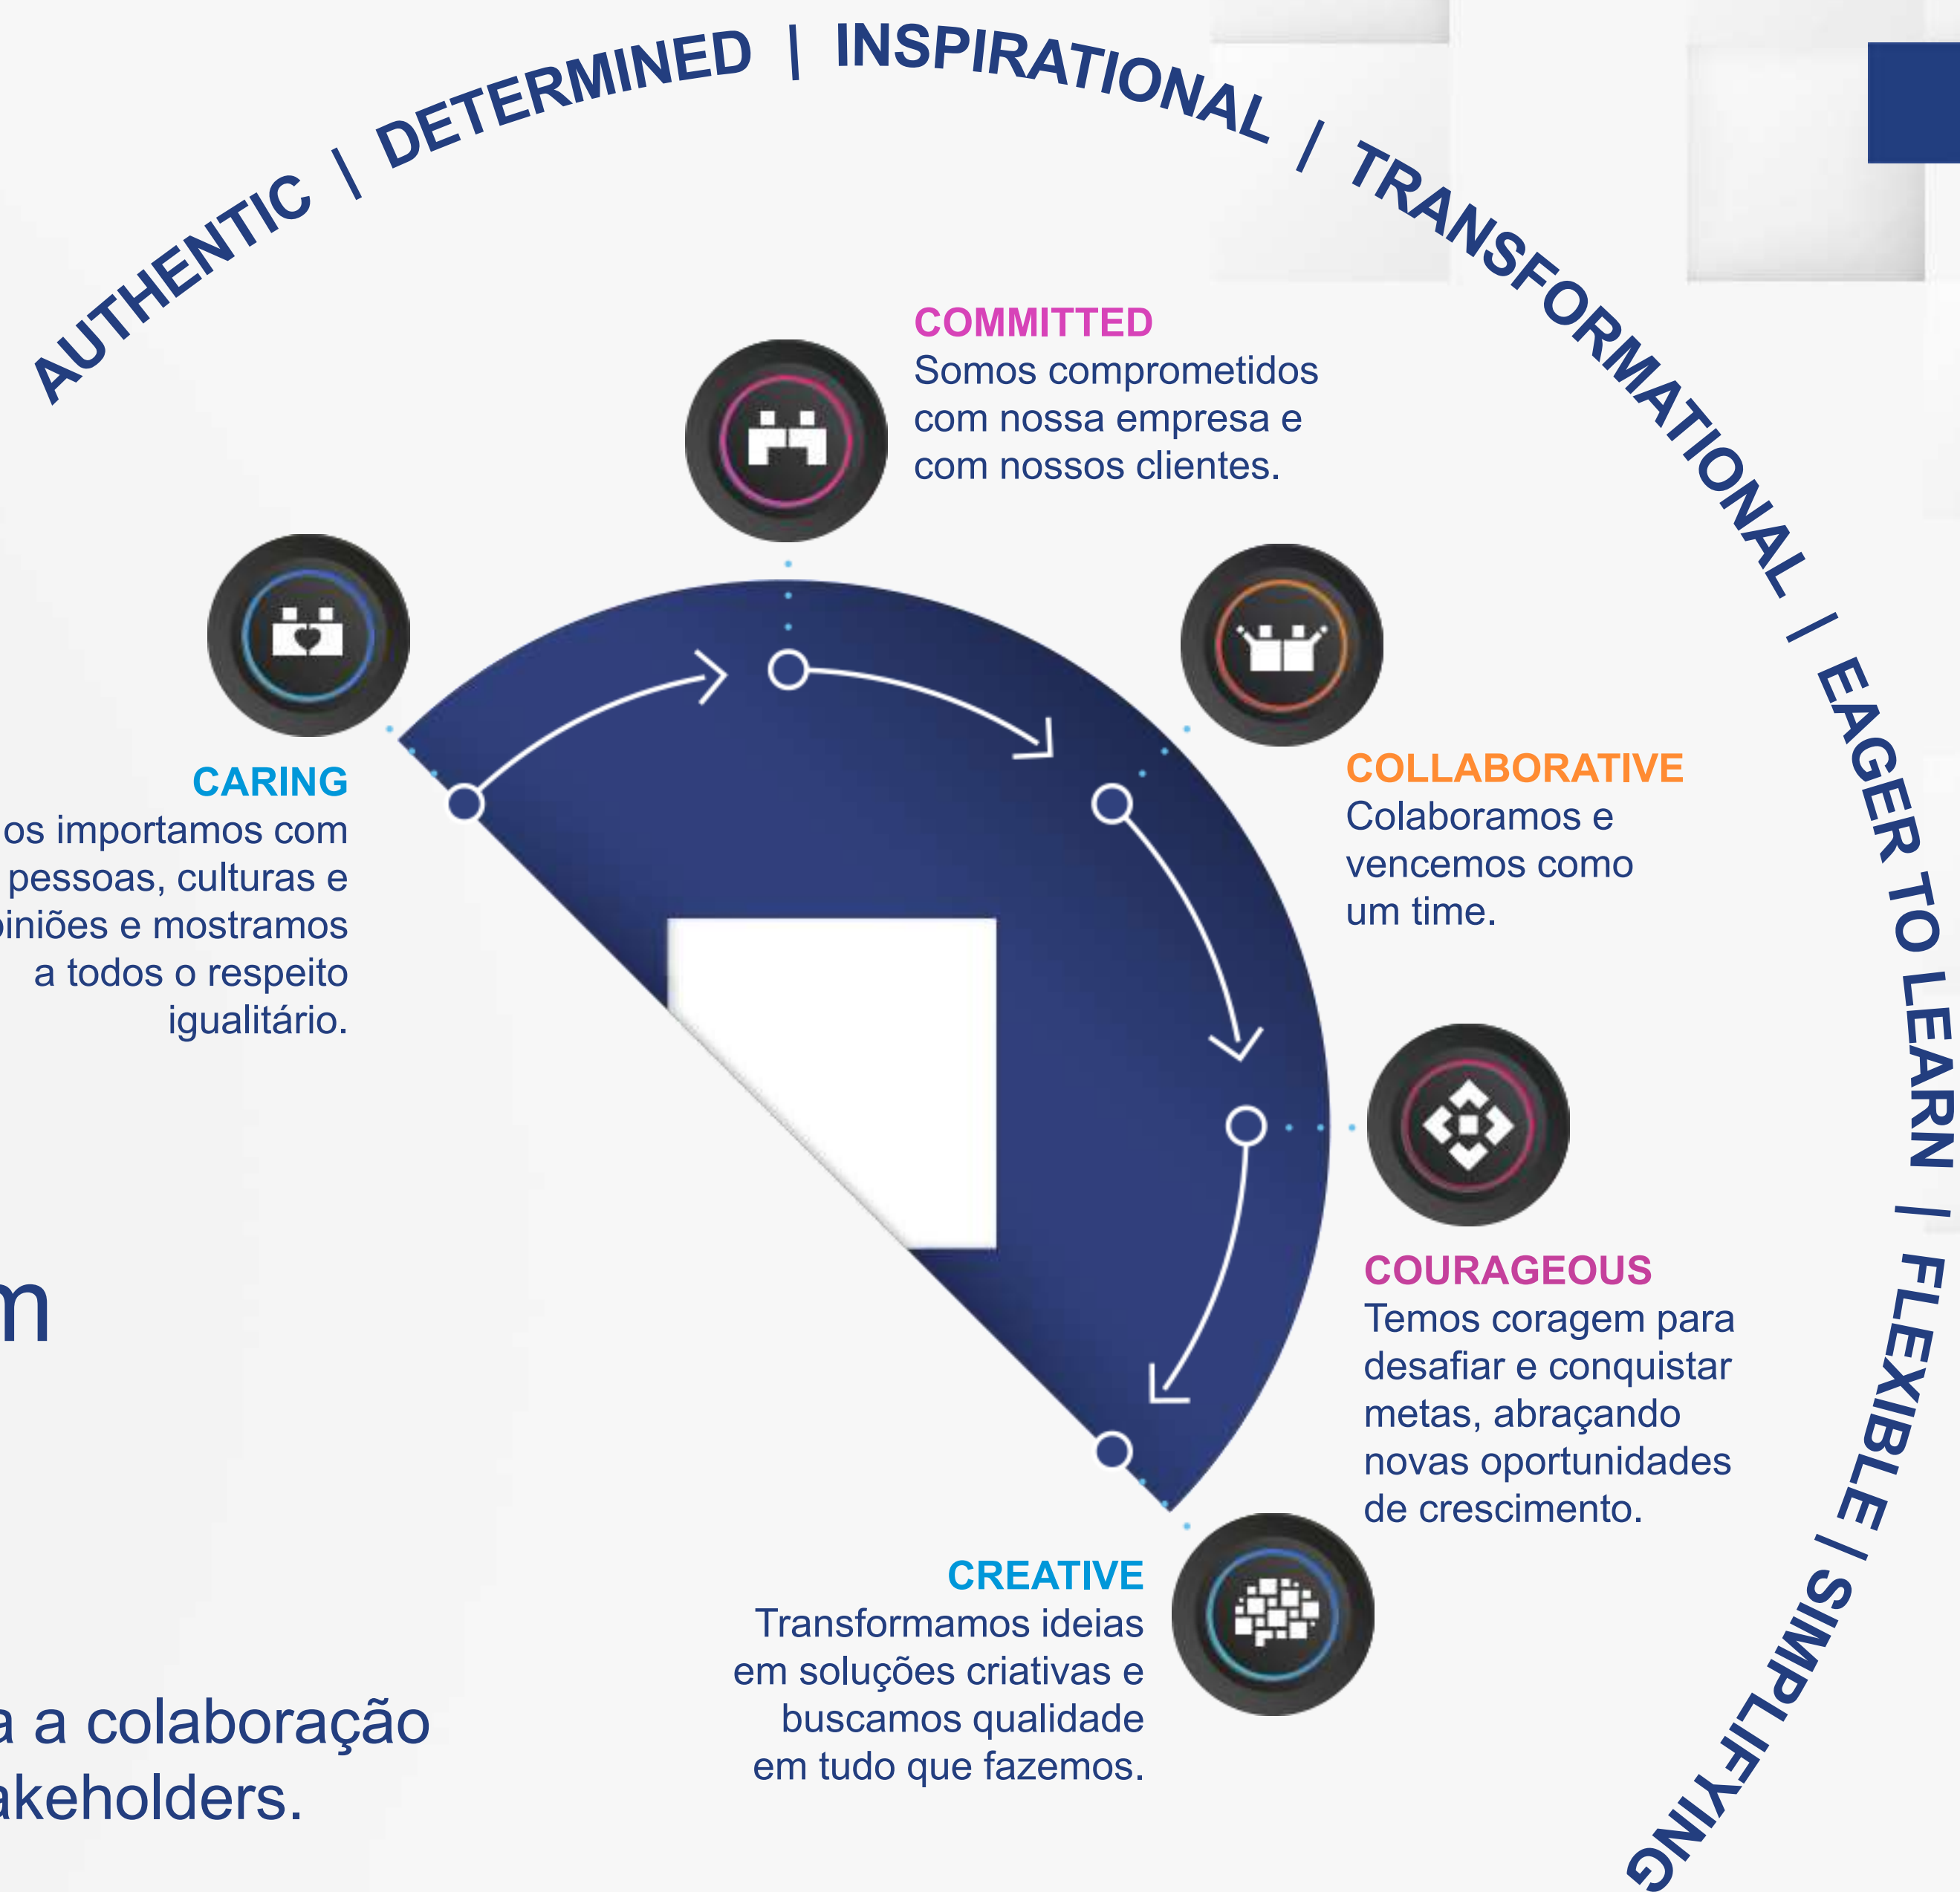 AUTHENTIC | DETERMINED | INSPIRATIONAL | TRANSFORMATIONAL | EAGER TO LEARN | FLEXIBLE | SIMPLIFYING
COMMITTED
Somos comprometidos
com nossa empresa e
com nossos clientes.
CARING
os importamos com
pessoas, culturas e
iniões e mostramos
a todos o respeito
igualitário.
COLLABORATIVE
Colaboramos e
vencemos como
um time.
COURAGEOUS
Temos coragem para
desafiar e conquistar
metas, abraçando
novas oportunidades
de crescimento.
CREATIVE
Transformamos ideias
em soluções criativas e
buscamos qualidade
em tudo que fazemos.
m
a a colaboração
akeholders.